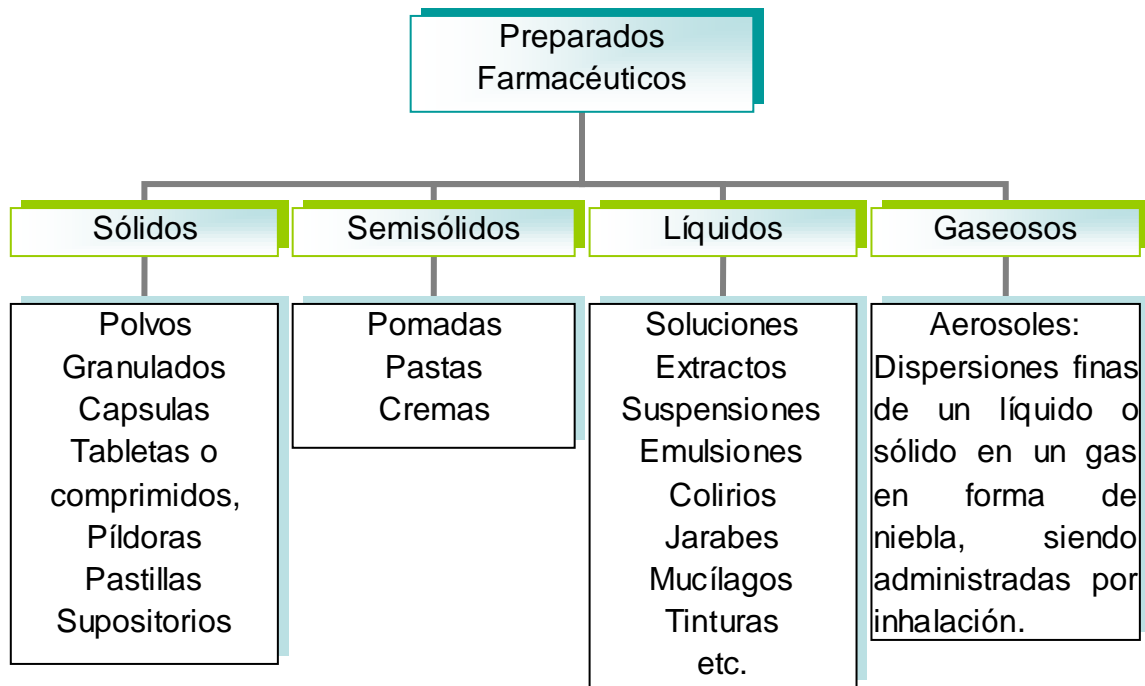 Preparados
Farmacéuticos
Sólidos
Semisólidos
Líquidos
Gaseosos
Polvos
Granulados
Capsulas
Tabletas o
comprimidos,
Píldoras
Pastillas
Supositorios
Pomadas
Pastas
Cremas
Soluciones
Extractos
Suspensiones
Emulsiones
Colirios
Jarabes
Mucílagos
Tinturas
etc.
Aerosoles:
Dispersiones finas
de un líquido o
sólido en un gas
en forma de
niebla, siendo
administradas por
inhalación.